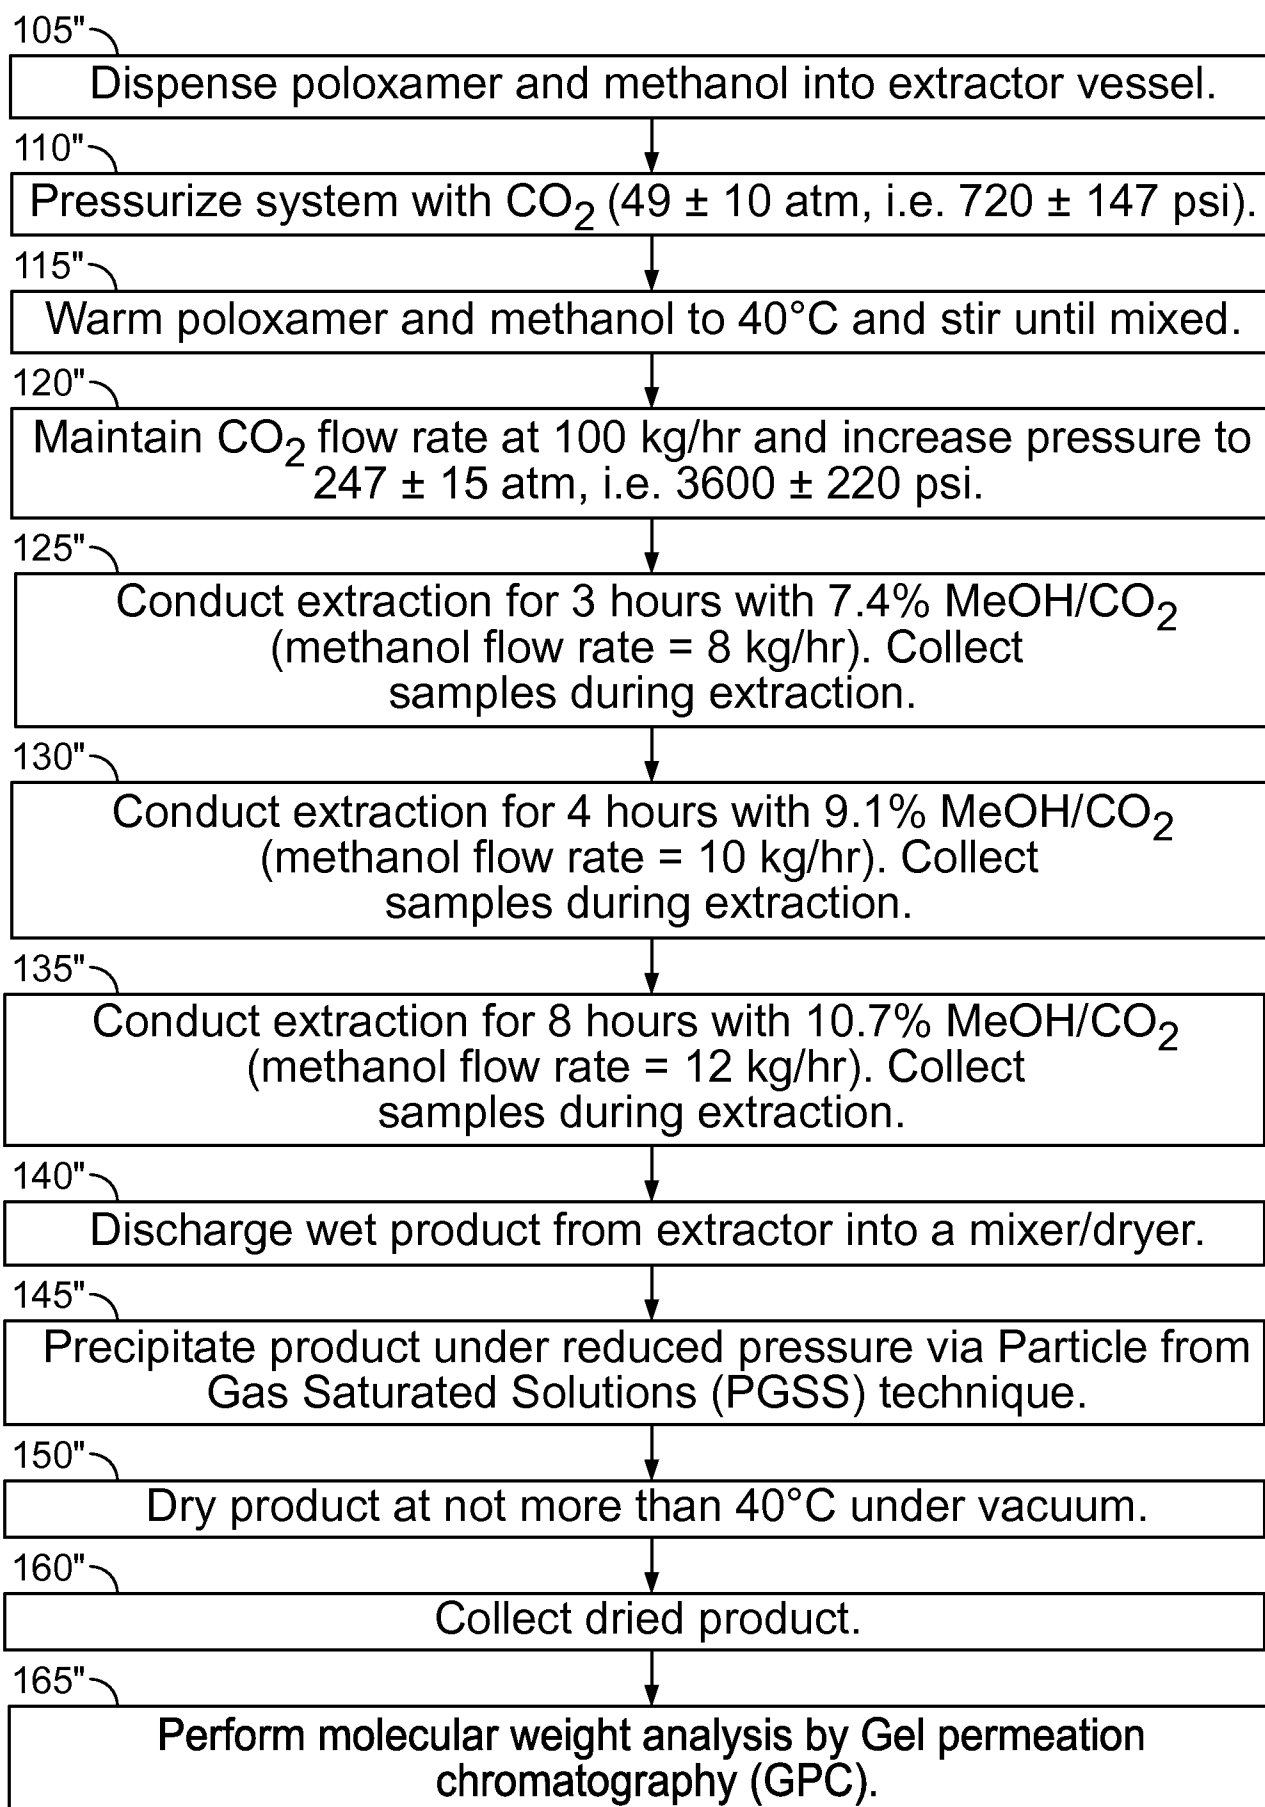 105"
Dispense poloxamer and methanol into extractor vessel.
110"
Pressurize system with CO₂ (49 ± 10 atm, i.e. 720 ± 147 psi).
115"
Warm poloxamer and methanol to 40°C and stir until mixed.
120"
Maintain CO₂ flow rate at 100 kg/hr and increase pressure to
247 ± 15 atm, i.e. 3600 ± 220 psi.
125"
Conduct extraction for 3 hours with 7.4% MeOH/CO₂
(methanol flow rate = 8 kg/hr). Collect
samples during extraction.
130"
Conduct extraction for 4 hours with 9.1% MeOH/CO₂
(methanol flow rate = 10 kg/hr). Collect
samples during extraction.
135"
Conduct extraction for 8 hours with 10.7% MeOH/CO₂
(methanol flow rate = 12 kg/hr). Collect
samples during extraction.
140"
Discharge wet product from extractor into a mixer/dryer.
145"
Precipitate product under reduced pressure via Particle from
Gas Saturated Solutions (PGSS) technique.
150"
Dry product at not more than 40°C under vacuum.
160"
Collect dried product.
165"
Perform molecular weight analysis by Gel permeation
chromatography (GPC).